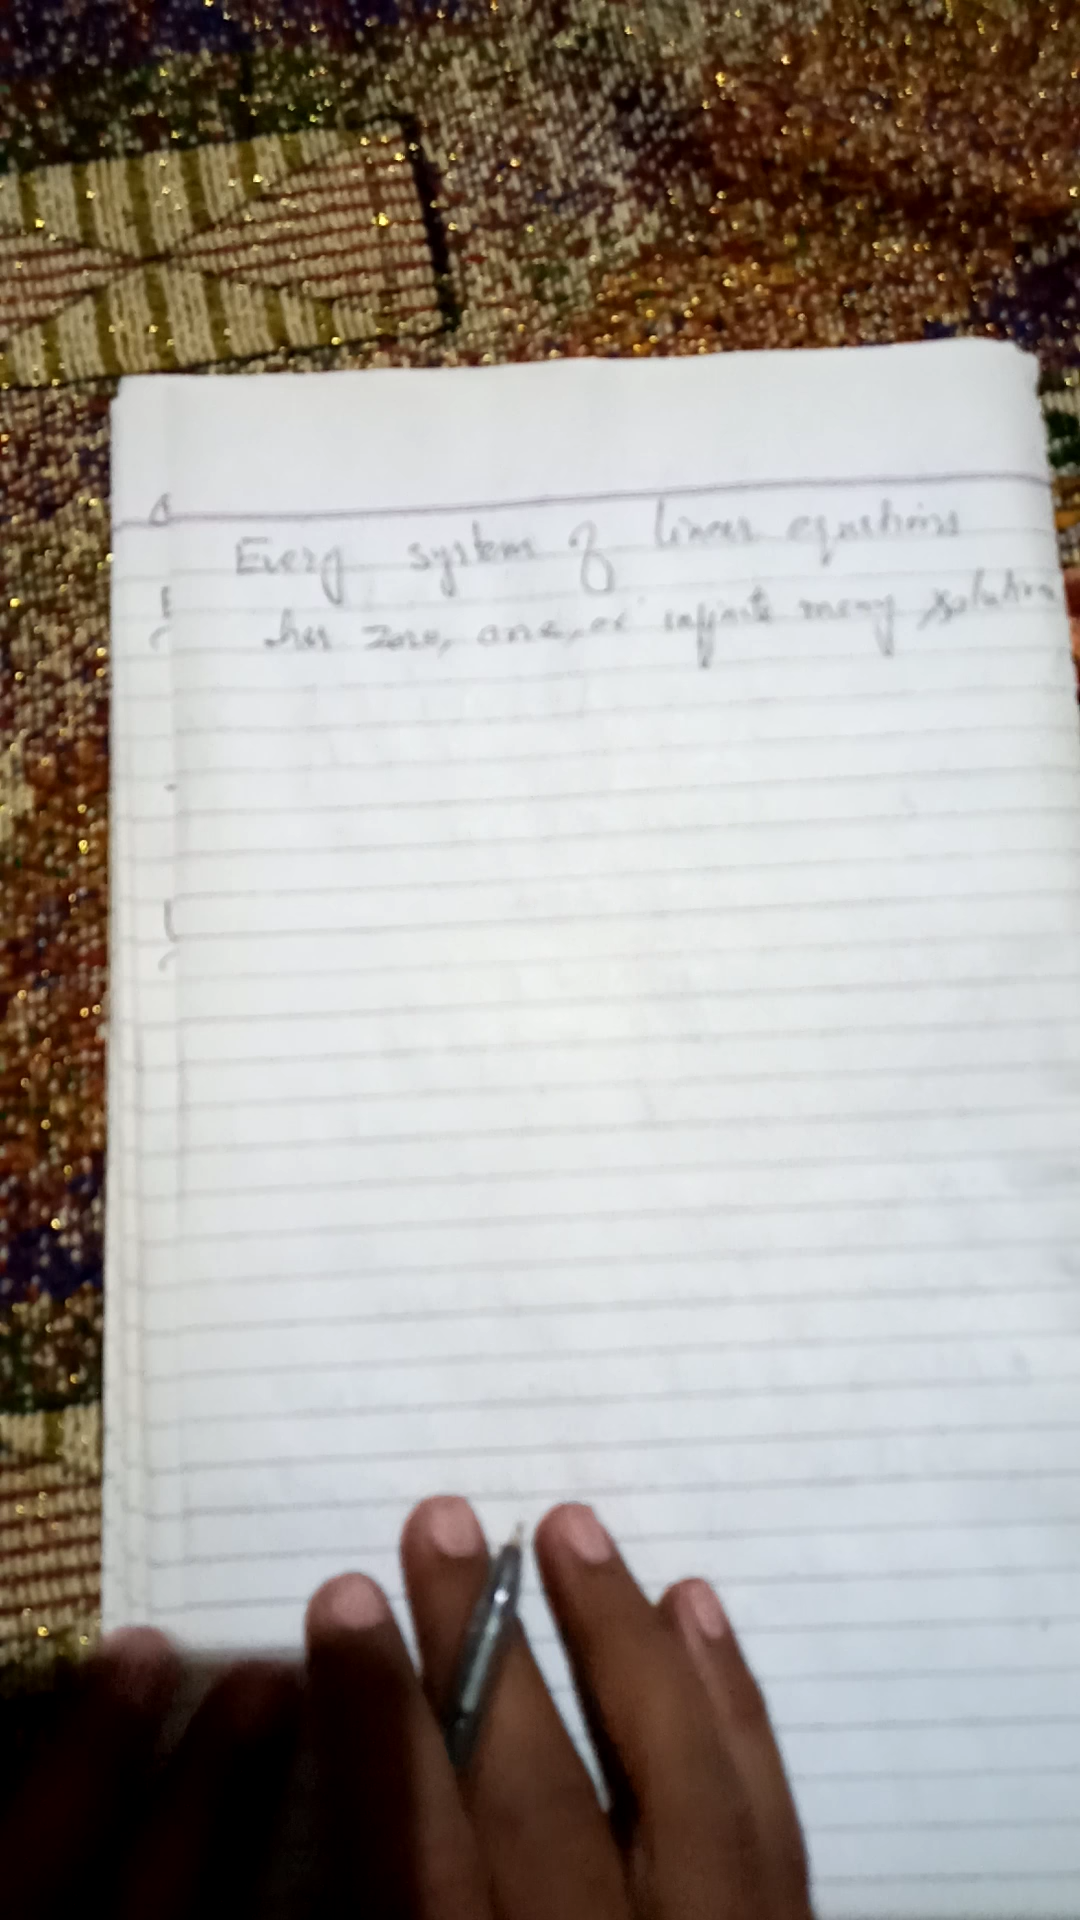 Every system of linear equations
has zero, one, or infinite many solution